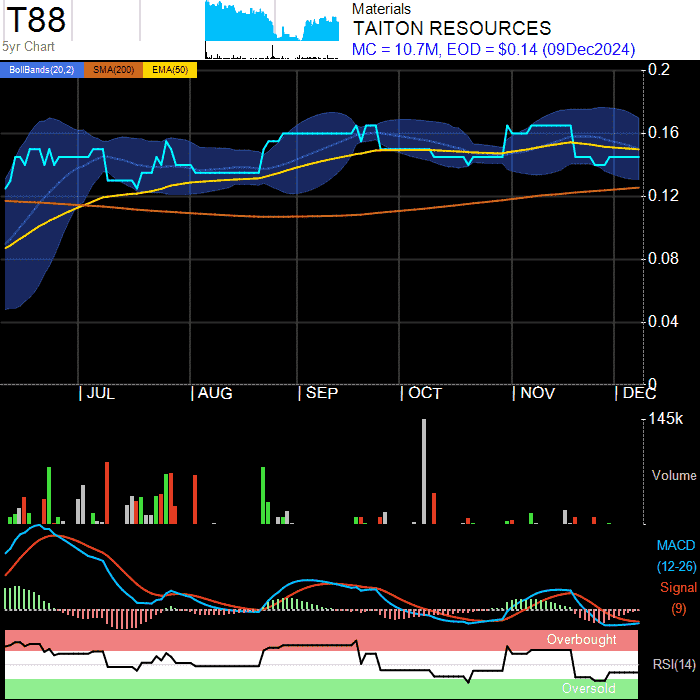 T88
5yr Chart
Materials
TAITON RESOURCES
MC = 10.7M, EOD = $0.14 (09Dec2024)
BollBands(20,2) SMA(200) EMA(50)
0.2
0.16
0.12
0.08
0.04
0
JUL AUG SEP OCT NOV DEC
145k
Volume
MACD
(12-26)
Signal
(9)
Overbought
RSI(14)
Oversold